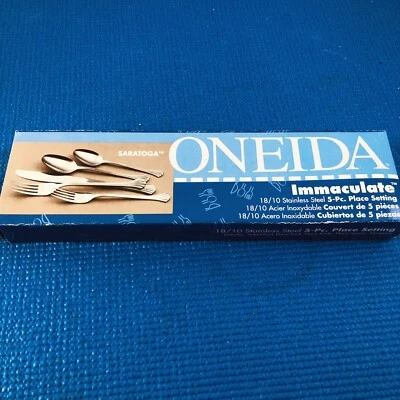 SARATOGA™
ONEIDA
Immaculate™
18/10 Stainless Steel 5-Pc. Place Setting
18/10 Acier Inoxydable Couvert de 5 pièces
18/10 Acero Inoxidable Cubiertos de 5 piezas
18/10 Stainless Steel 5-Pc. Place Setting